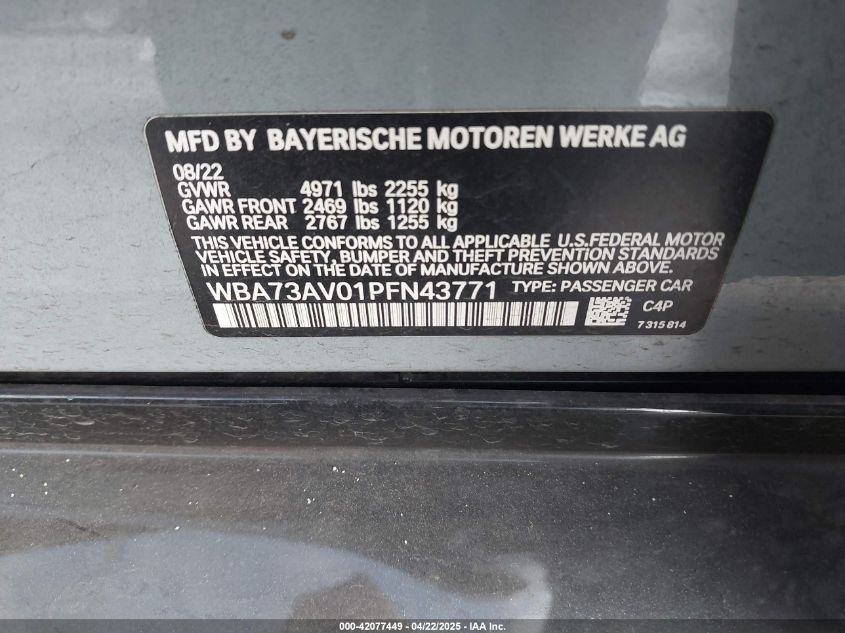 MFD BY BAYERISCHE MOTOREN WERKE AG
08/22
GVWR 4971 lbs 2255 kg
GAWR FRONT 2469 lbs 1120 kg
GAWR REAR 2767 lbs 1255 kg
THIS VEHICLE CONFORMS TO ALL APPLICABLE U.S.FEDERAL MOTOR
VEHICLE SAFETY, BUMPER AND THEFT PREVENTION STANDARDS
IN EFFECT ON THE DATE OF MANUFACTURE SHOWN ABOVE.
WBA73AV01PFN43771 TYPE: PASSENGER CAR
C4P
7 315 814
000-42077449 - 04/22/2025 - IAA Inc.